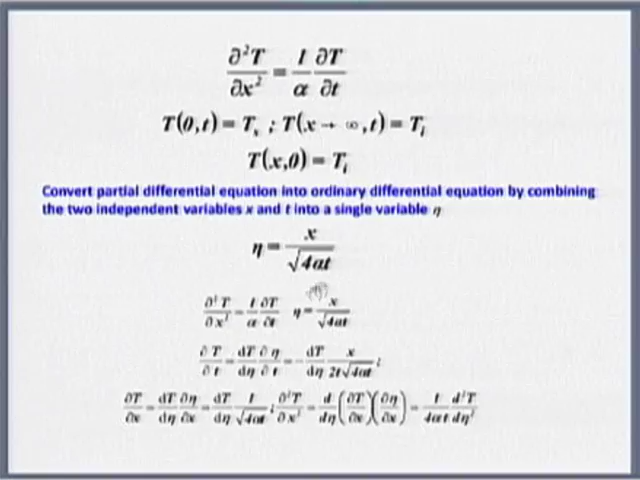 ∂²T/∂x² = 1/α ∂T/∂t
T(0,t) = Tₛ ; T(x → ∞, t) = Tᵢ
T(x,0) = Tᵢ
Convert partial differential equation into ordinary differential equation by combining
the two independent variables x and t into a single variable η
η = x/√4αt
∂²T/∂x² = 1/α ∂T/∂t η = x/√4αt
∂T/∂t = dT/dη ∂η/∂t = − dT/dη x/2t√4αt ;
∂T/∂x = dT/dη ∂η/∂x = dT/dη 1/√4αt ; ∂²T/∂x² = d/dη (∂T/∂x)(∂η/∂x) = 1/4αt d²T/dη²